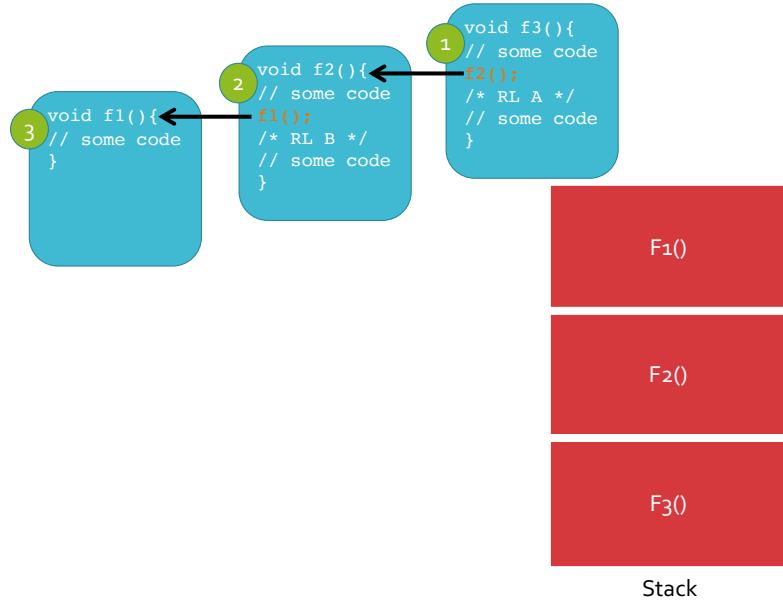 3
void f1(){
// some code
}
2
void f2(){
// some code
f1();
/* RL B */
// some code
}
1
void f3(){
// some code
f2();
/* RL A */
// some code
}
F1()
F2()
F3()
Stack